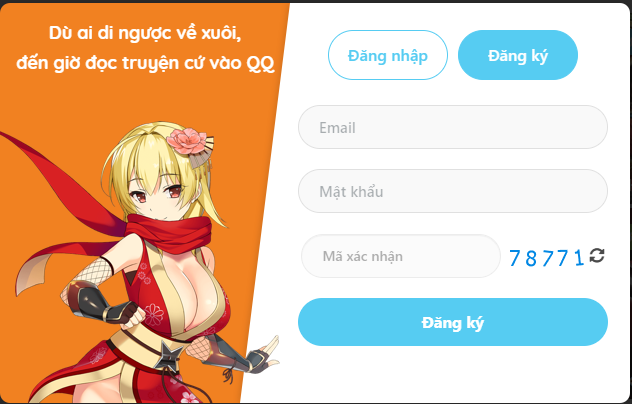 Dù ai di ngược về xuôi,
đến giờ đọc truyện cứ vào QQ
Đăng nhập
Đăng ký
Email
Mật khẩu
Mã xác nhận
78771
Đăng ký